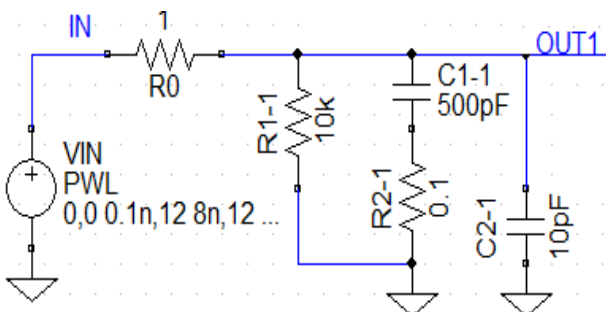 IN
1
R0
OUT1
R1-1
10k
C1-1
500pF
R2-1
0.1
C2-1
10pF
VIN
+
PWL
0,0 0.1n,12 8n,12 ...